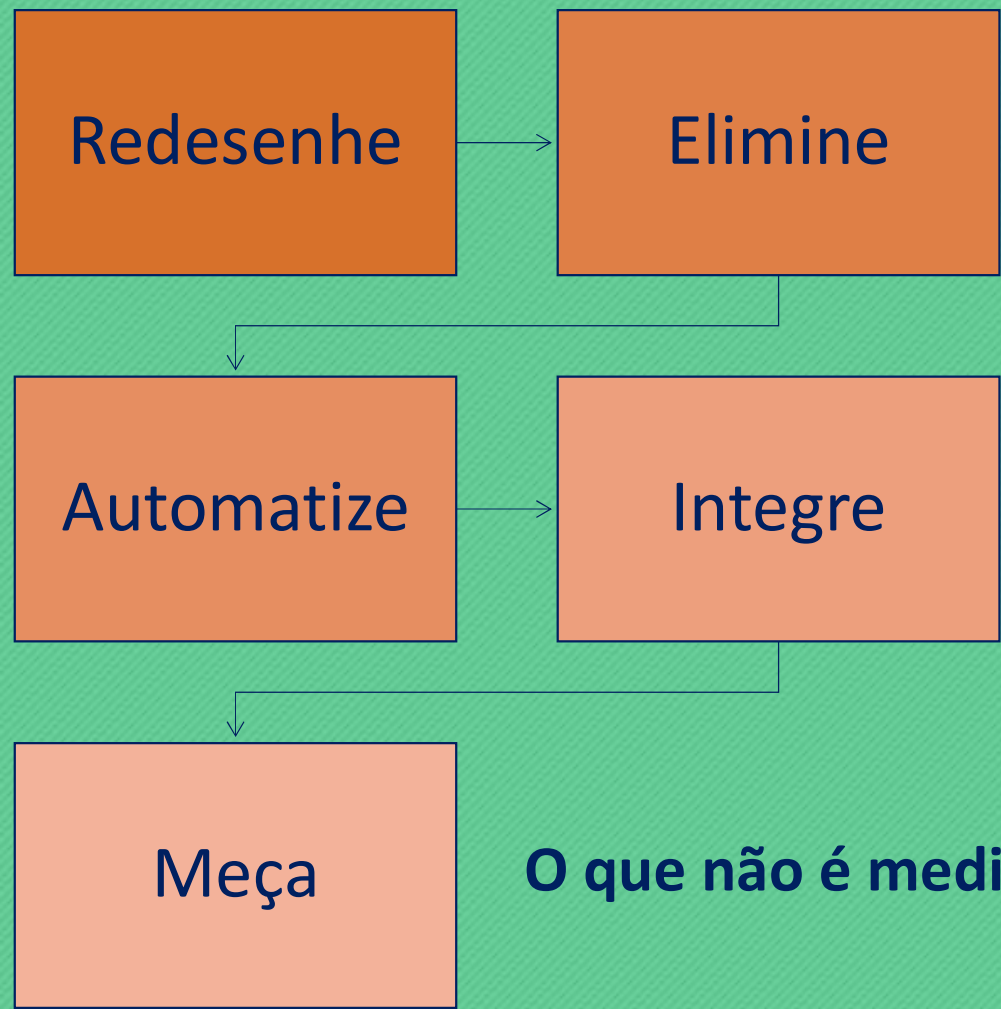 Redesenhe
Elimine
Automatize
Integre
Meça
O que não é medi